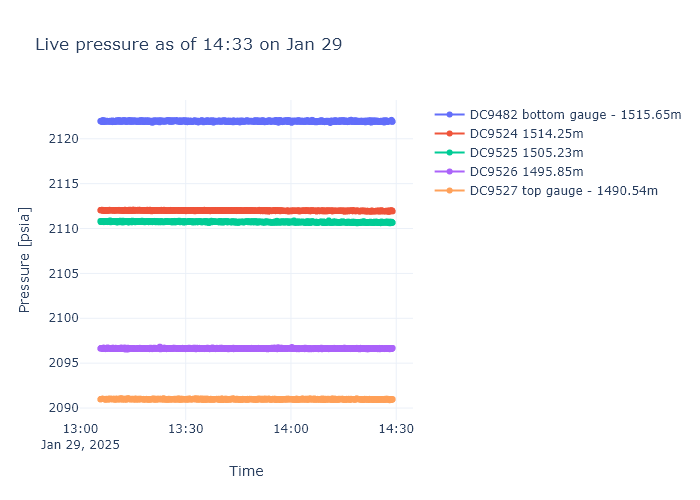 Live pressure as of 14:33 on Jan 29
DC9482 bottom gauge - 1515.65m
DC9524 1514.25m
DC9525 1505.23m
DC9526 1495.85m
DC9527 top gauge - 1490.54m
Pressure [psia]
2120
2115
2110
2105
2100
2095
2090
13:00
13:30
14:00
14:30
Jan 29, 2025
Time